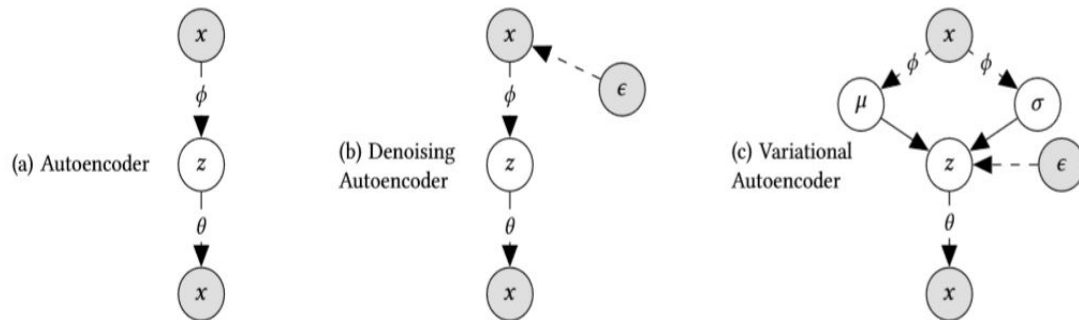 x
ϕ
z
θ
x
(a) Autoencoder
x
ϵ
ϕ
z
θ
x
(b) Denoising
Autoencoder
x
ϕ ϕ
μ σ
z ϵ
θ
x
(c) Variational
Autoencoder